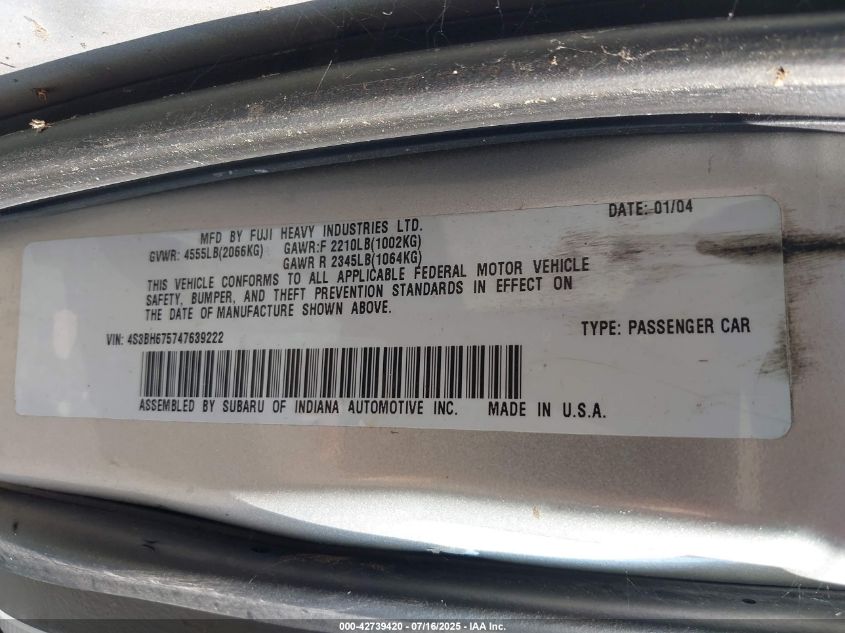 MFD BY FUJI HEAVY INDUSTRIES LTD.
DATE: 01/04
GVWR: 4555LB(2066KG) GAWR:F 2210LB(1002KG)
GAWR R 2345LB(1064KG)
THIS VEHICLE CONFORMS TO ALL APPLICABLE FEDERAL MOTOR VEHICLE
SAFETY, BUMPER, AND THEFT PREVENTION STANDARDS IN EFFECT ON
THE DATE OF MANUFACTURE SHOWN ABOVE.
VIN: 4S3BH675747639222
TYPE: PASSENGER CAR
ASSEMBLED BY SUBARU OF INDIANA AUTOMOTIVE INC. MADE IN U.S.A.
000-42739420 - 07/16/2025 - IAA Inc.